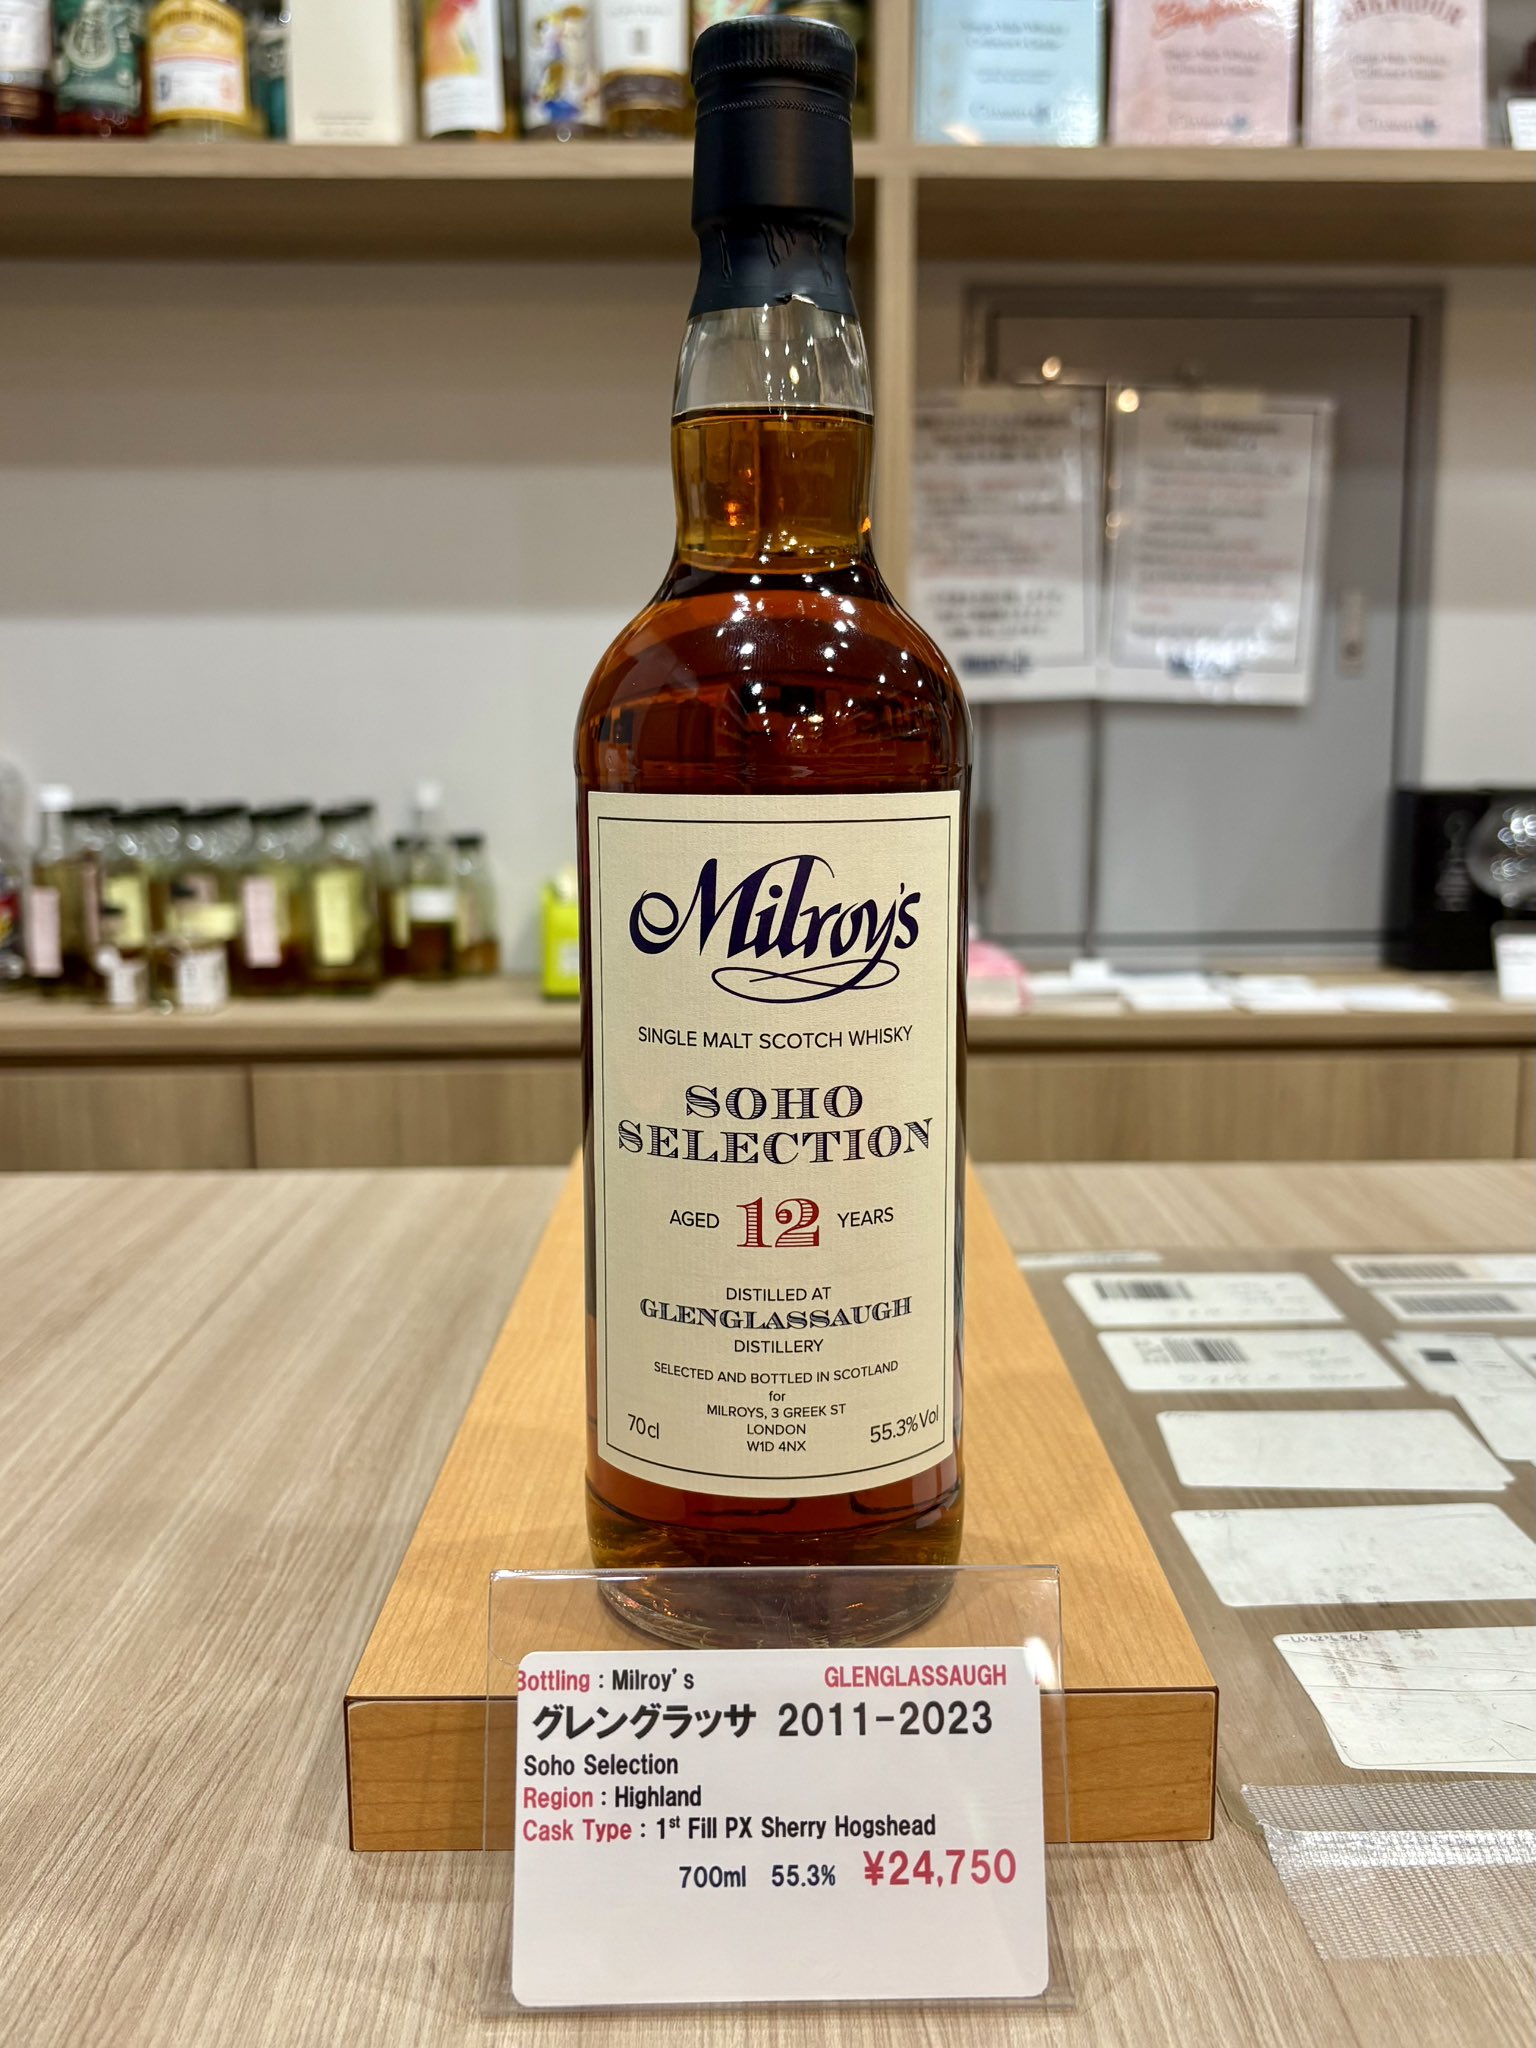 Milroy's
SINGLE MALT SCOTCH WHISKY
SOHO
SELECTION
AGED 12 YEARS
DISTILLED AT
GLENGLASSAUGH
DISTILLERY
SELECTED AND BOTTLED IN SCOTLAND
for
MILROYS, 3 GREEK ST
LONDON
W1D 4NX
70cl
55.3%Vol
Bottling : Milroy's GLENGLASSAUGH
グレングラッサ 2011-2023
Soho Selection
Region : Highland
Cask Type : 1st Fill PX Sherry Hogshead
700ml 55.3% ¥24,750